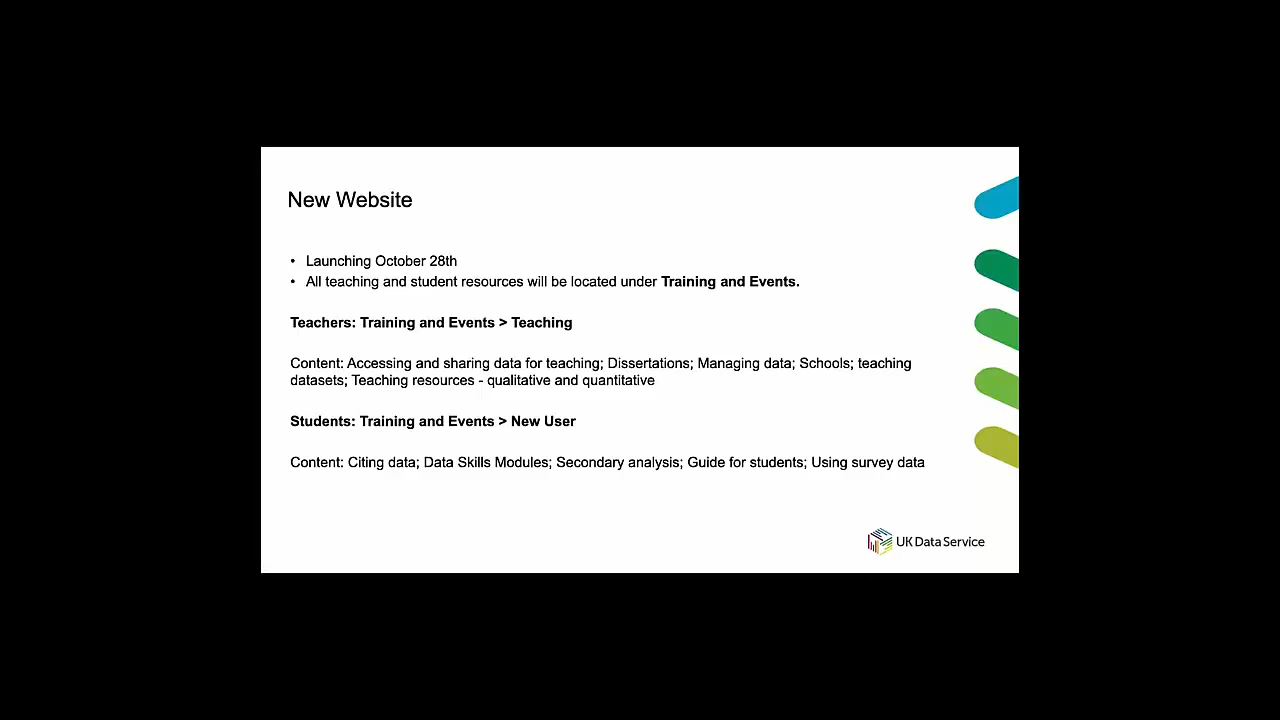 New Website
• Launching October 28th
• All teaching and student resources will be located under Training and Events.
Teachers: Training and Events > Teaching
Content: Accessing and sharing data for teaching; Dissertations; Managing data; Schools; teaching
datasets; Teaching resources - qualitative and quantitative
Students: Training and Events > New User
Content: Citing data; Data Skills Modules; Secondary analysis; Guide for students; Using survey data
UK Data Service